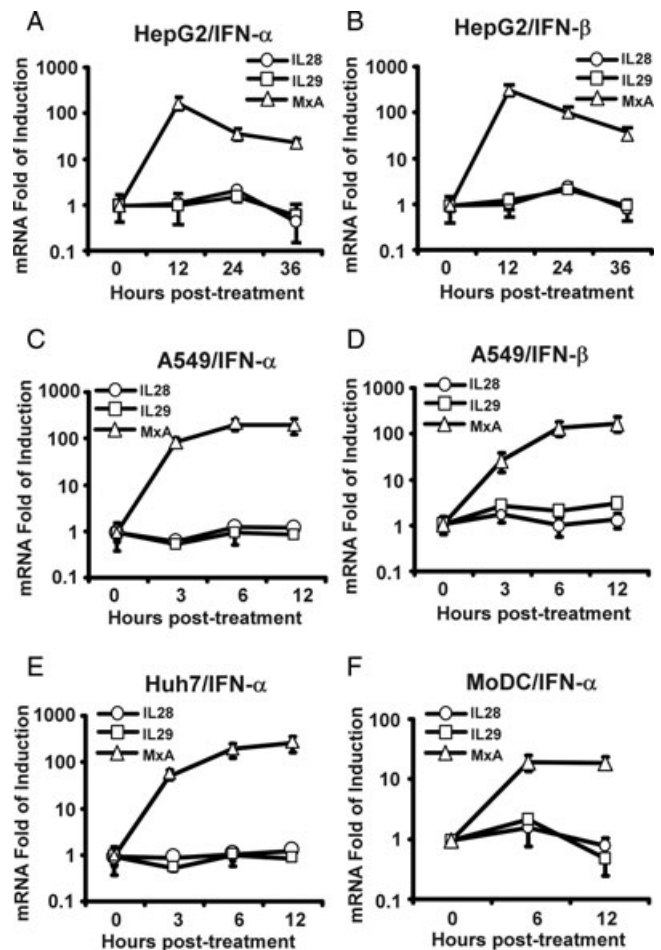 A
HepG2/IFN-α
IL28
IL29
MxA
mRNA Fold of Induction
1000
100
10
1
0.1
0 12 24 36
Hours post-treatment
B
HepG2/IFN-β
IL28
IL29
MxA
mRNA Fold of Induction
1000
100
10
1
0.1
0 12 24 36
Hours post-treatment
C
A549/IFN-α
IL28
IL29
MxA
mRNA Fold of Induction
1000
100
10
1
0.1
0 3 6 12
Hours post-treatment
D
A549/IFN-β
IL28
IL29
MxA
mRNA Fold of Induction
1000
100
10
1
0.1
0 3 6 12
Hours post-treatment
E
Huh7/IFN-α
IL28
IL29
MxA
mRNA Fold of Induction
1000
100
10
1
0.1
0 3 6 12
Hours post-treatment
F
MoDC/IFN-α
IL28
IL29
MxA
mRNA Fold of Induction
100
10
1
0.1
0 6 12
Hours post-treatment